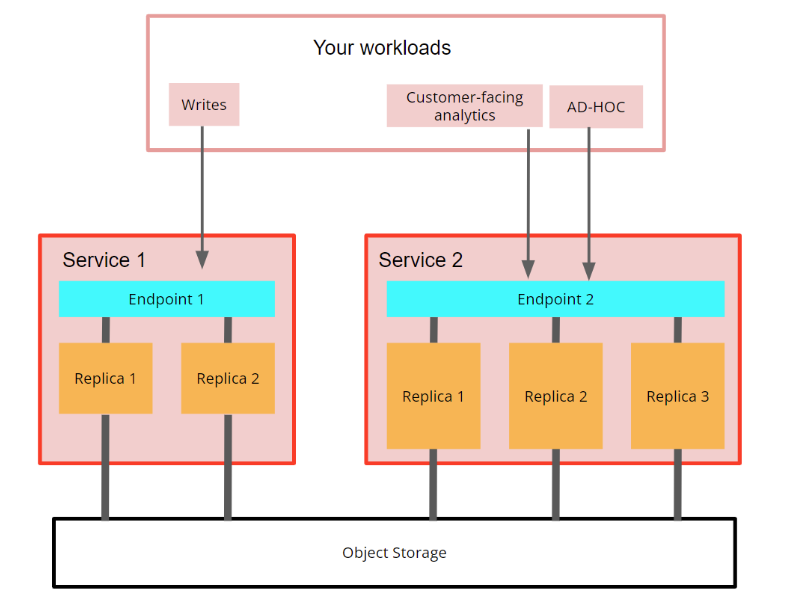 Your workloads
Writes
Customer-facing
analytics
AD-HOC
Service 1
Service 2
Endpoint 1
Endpoint 2
Replica 1
Replica 2
Replica 1
Replica 2
Replica 3
Object Storage